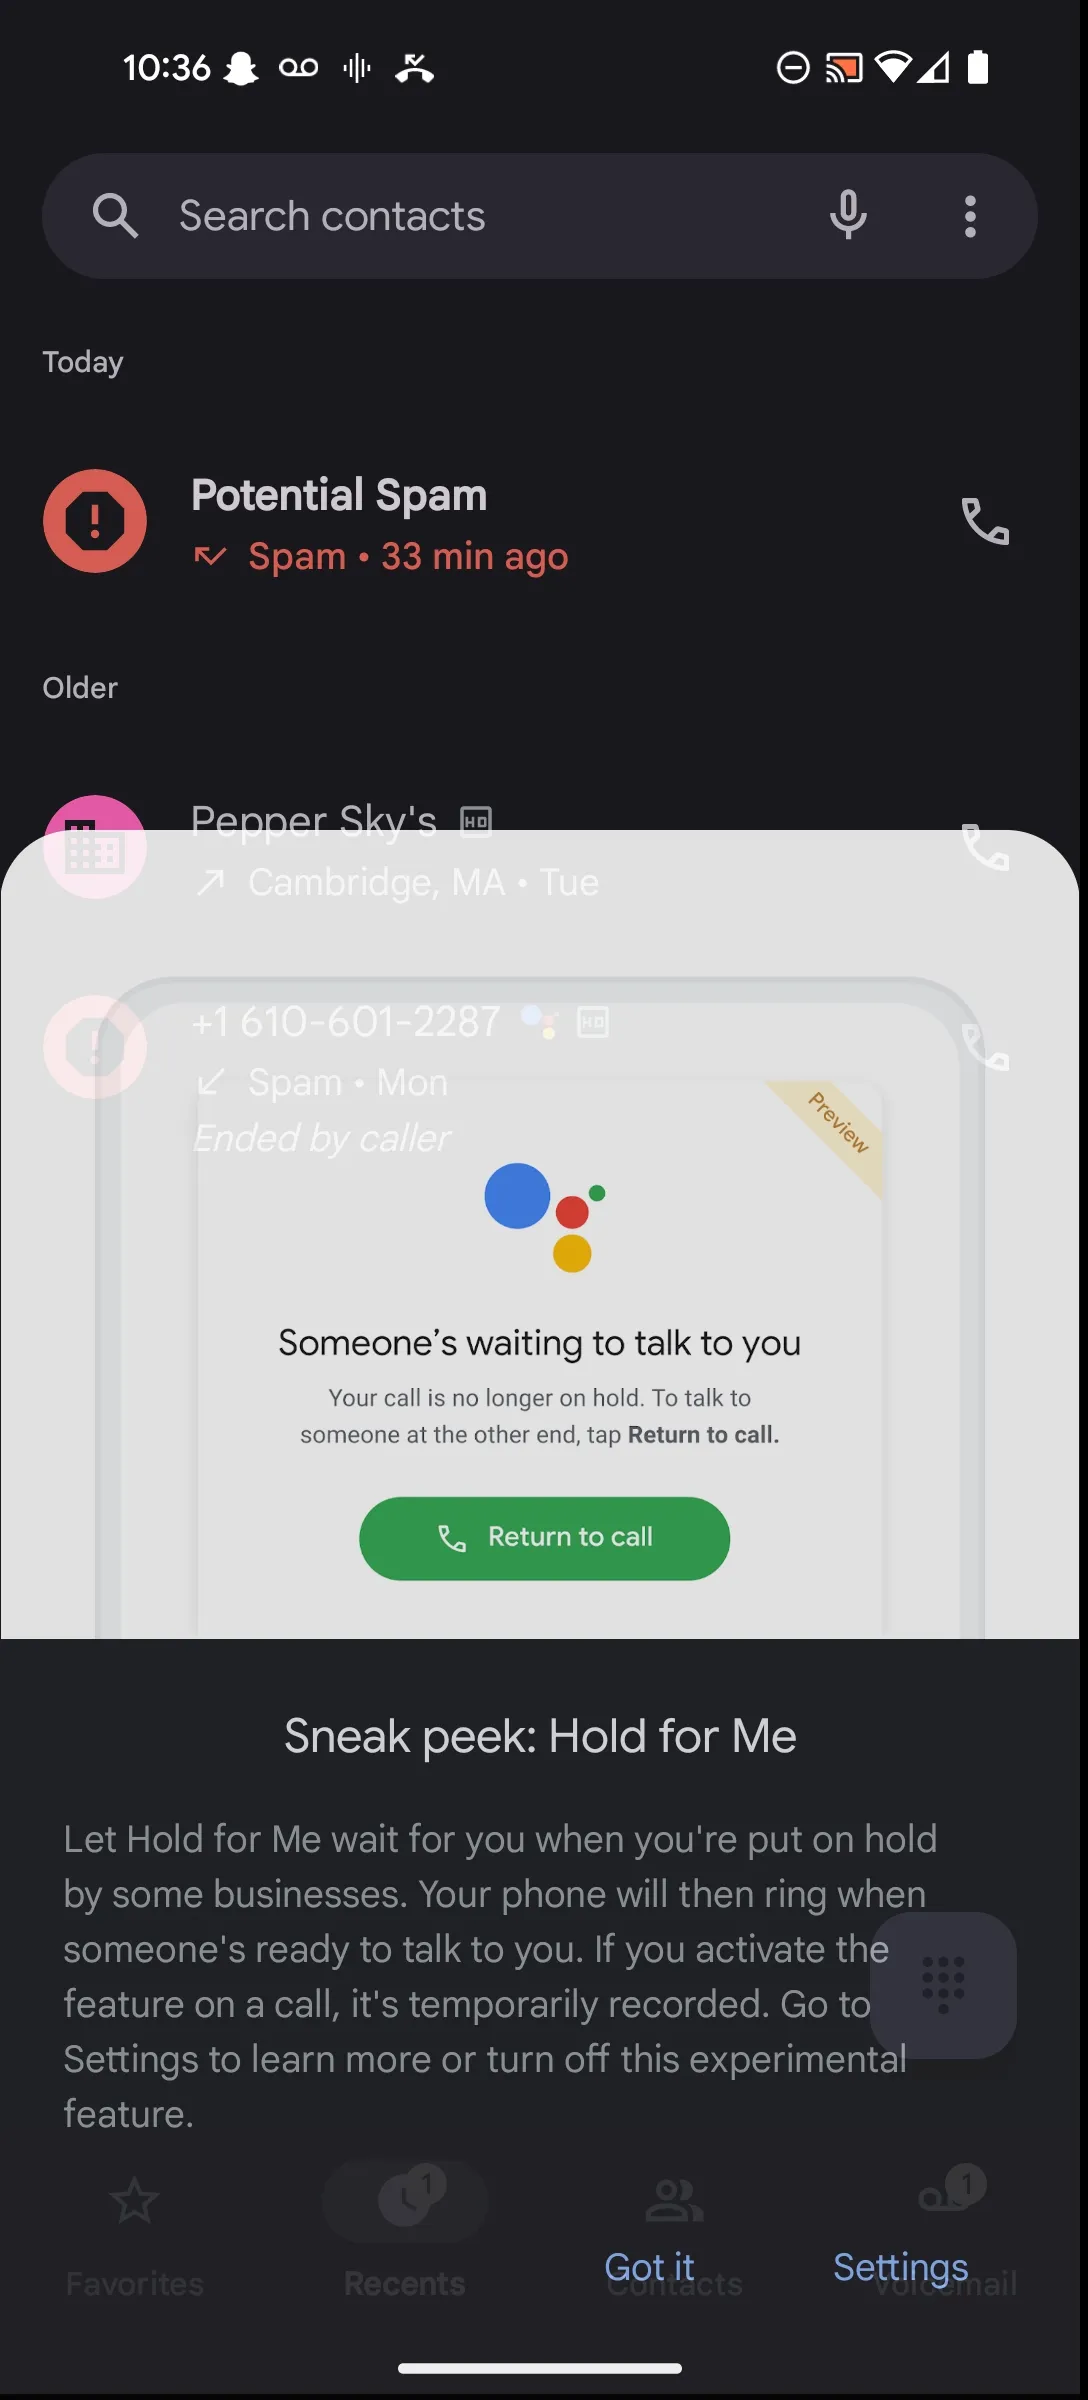 10:36
Search contacts
Today
Potential Spam
Spam • 33 min ago
Older
Pepper Sky's HD
Cambridge, MA • Tue
+1 610-601-2287 HD
Spam • Mon
Ended by caller
Preview
Someone's waiting to talk to you
Your call is no longer on hold. To talk to
someone at the other end, tap Return to call.
Return to call
Sneak peek: Hold for Me
Let Hold for Me wait for you when you're put on hold
by some businesses. Your phone will then ring when
someone's ready to talk to you. If you activate the
feature on a call, it's temporarily recorded. Go to
Settings to learn more or turn off this experimental
feature.
1 1
Got it Settings
Favorites Recents Contacts Voicemail